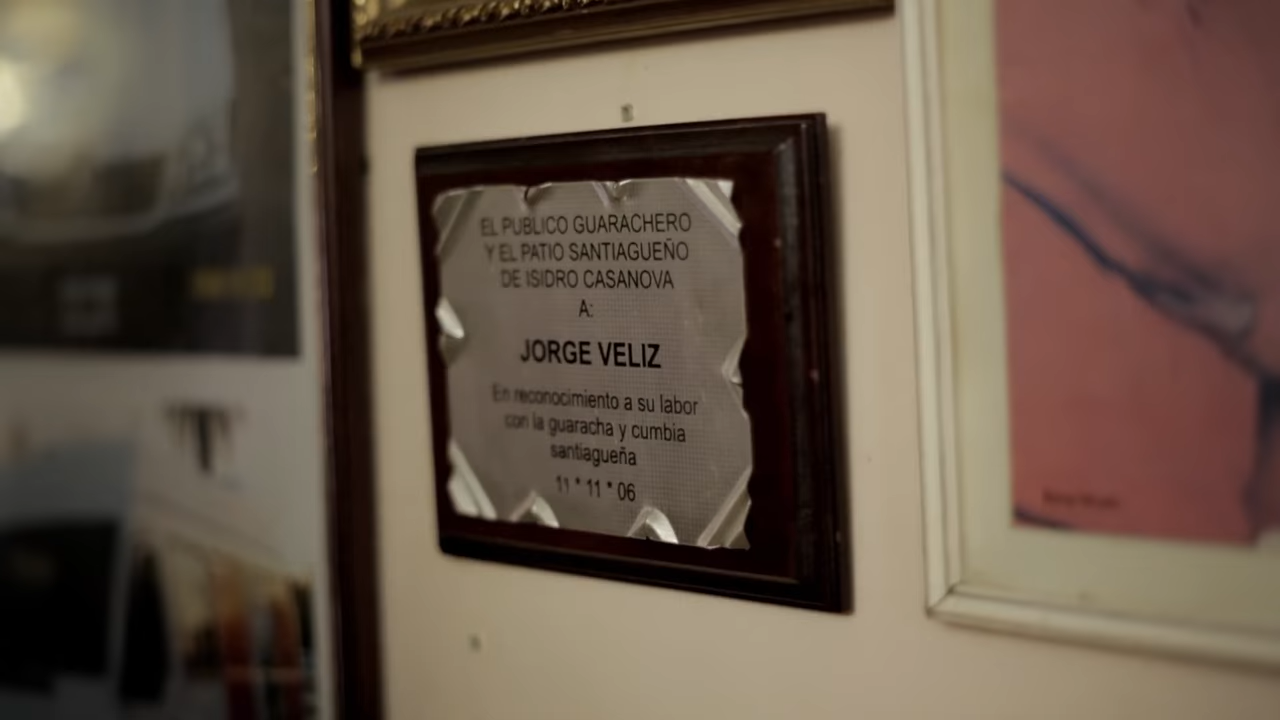 EL PUBLICO GUARACHERO
Y EL PATIO SANTIAGUEÑO
DE ISIDRO CASANOVA
A:
JORGE VELIZ
En reconocimiento a su labor
con la guaracha y cumbia
santiagueña
11 * 11 * 06